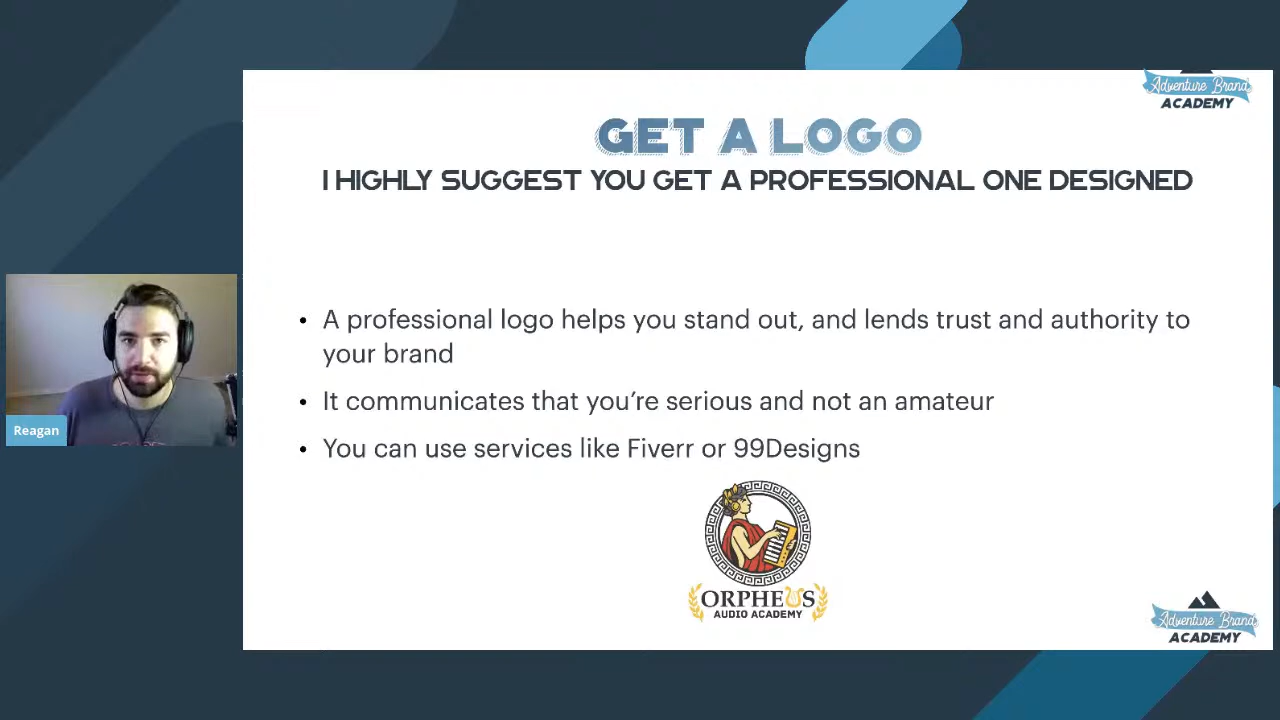 Adventure Brand
ACADEMY
GET A LOGO
I HIGHLY SUGGEST YOU GET A PROFESSIONAL ONE DESIGNED
• A professional logo helps you stand out, and lends trust and authority to
your brand
• It communicates that you're serious and not an amateur
• You can use services like Fiverr or 99Designs
Reagan
ORPHEUS
AUDIO ACADEMY
Adventure Brand
ACADEMY